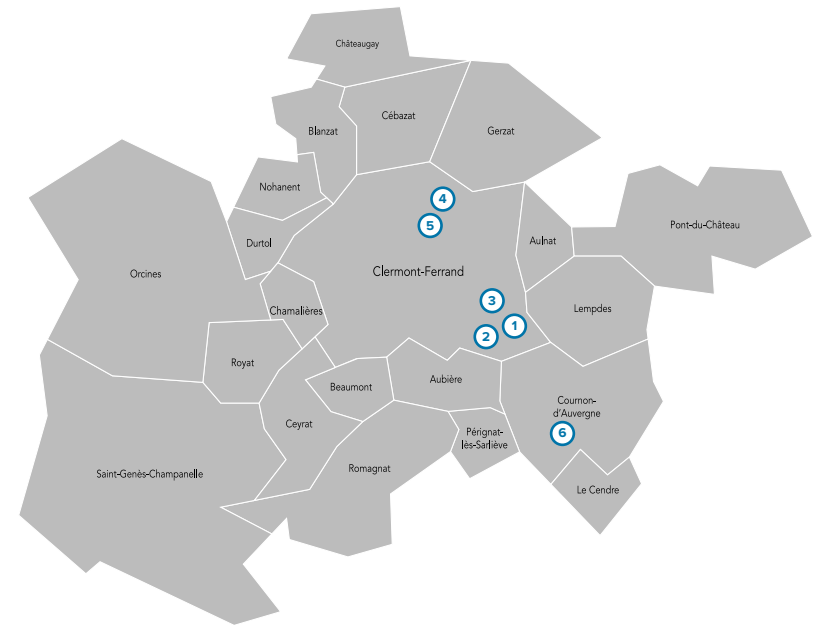 Châteaugay
Cébazat
Blanzat
Gerzat
Nohanent
4
5
Pont-du-Château
Durtol
Aulnat
Orcines
Clermont-Ferrand
3
Lempdes
Chamalières
1
2
Royat
Beaumont
Aubière
Cournon-
d'Auvergne
Ceyrat
6
Pérignat-
lès-Sarliève
Saint-Genès-Champanelle
Romagnat
Le Cendre